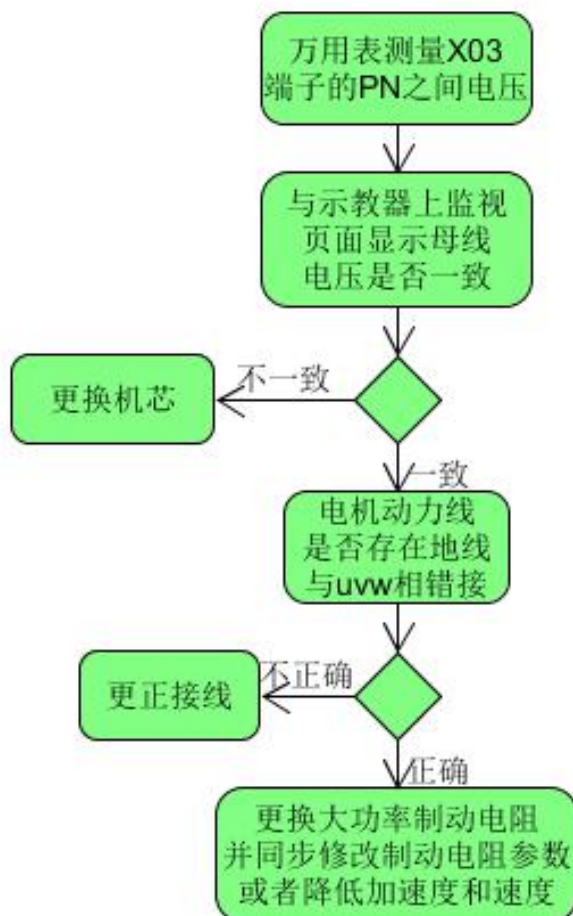 万用表测量X03
端子的PN之间电压
与示教器上监视
页面显示母线
电压是否一致
不一致
更换机芯
一致
电机动力线
是否存在地线
与uvw相错接
不正确
更正接线
正确
更换大功率制动电阻
并同步修改制动电阻参数
或者降低加速度和速度